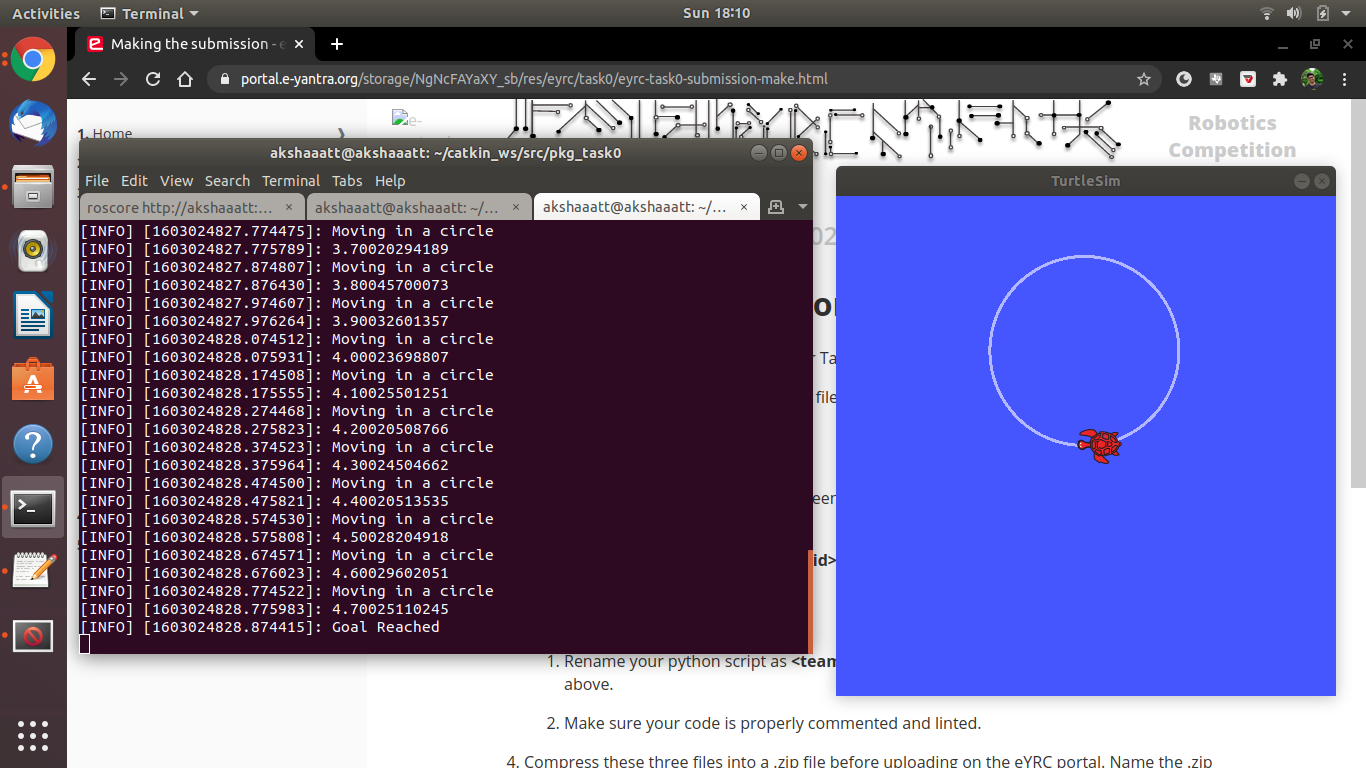 Activities
Terminal
Sun 18:10
Making the submission - e
portal.e-yantra.org/storage/NgNcFAYaXY_sb/res/eyrc/task0/eyrc-task0-submission-make.html
1. Home
e-
Robotics
Competition
akshaaatt@akshaaatt: ~/catkin_ws/src/pkg_task0
File Edit View Search Terminal Tabs Help
roscore http://akshaaatt:...
akshaaatt@akshaaatt: ~/...
akshaaatt@akshaaatt: ~/...
[INFO] [1603024827.774475]: Moving in a circle
[INFO] [1603024827.775789]: 3.70020294189
[INFO] [1603024827.874807]: Moving in a circle
[INFO] [1603024827.876430]: 3.80045700073
[INFO] [1603024827.974607]: Moving in a circle
[INFO] [1603024827.976264]: 3.90032601357
[INFO] [1603024828.074512]: Moving in a circle
[INFO] [1603024828.075931]: 4.00023698807
[INFO] [1603024828.174508]: Moving in a circle
[INFO] [1603024828.175555]: 4.10025501251
[INFO] [1603024828.274468]: Moving in a circle
[INFO] [1603024828.275823]: 4.20020508766
[INFO] [1603024828.374523]: Moving in a circle
[INFO] [1603024828.375964]: 4.30024504662
[INFO] [1603024828.474500]: Moving in a circle
[INFO] [1603024828.475821]: 4.40020513535
[INFO] [1603024828.574530]: Moving in a circle
[INFO] [1603024828.575808]: 4.50028204918
[INFO] [1603024828.674571]: Moving in a circle
[INFO] [1603024828.676023]: 4.60029602051
[INFO] [1603024828.774522]: Moving in a circle
[INFO] [1603024828.775983]: 4.70025110245
[INFO] [1603024828.874415]: Goal Reached
TurtleSim
02
or
r Ta
file
een
id>
1. Rename your python script as <team
above.
2. Make sure your code is properly commented and linted.
4. Compress these three files into a .zip file before uploading on the eYRC portal. Name the .zip